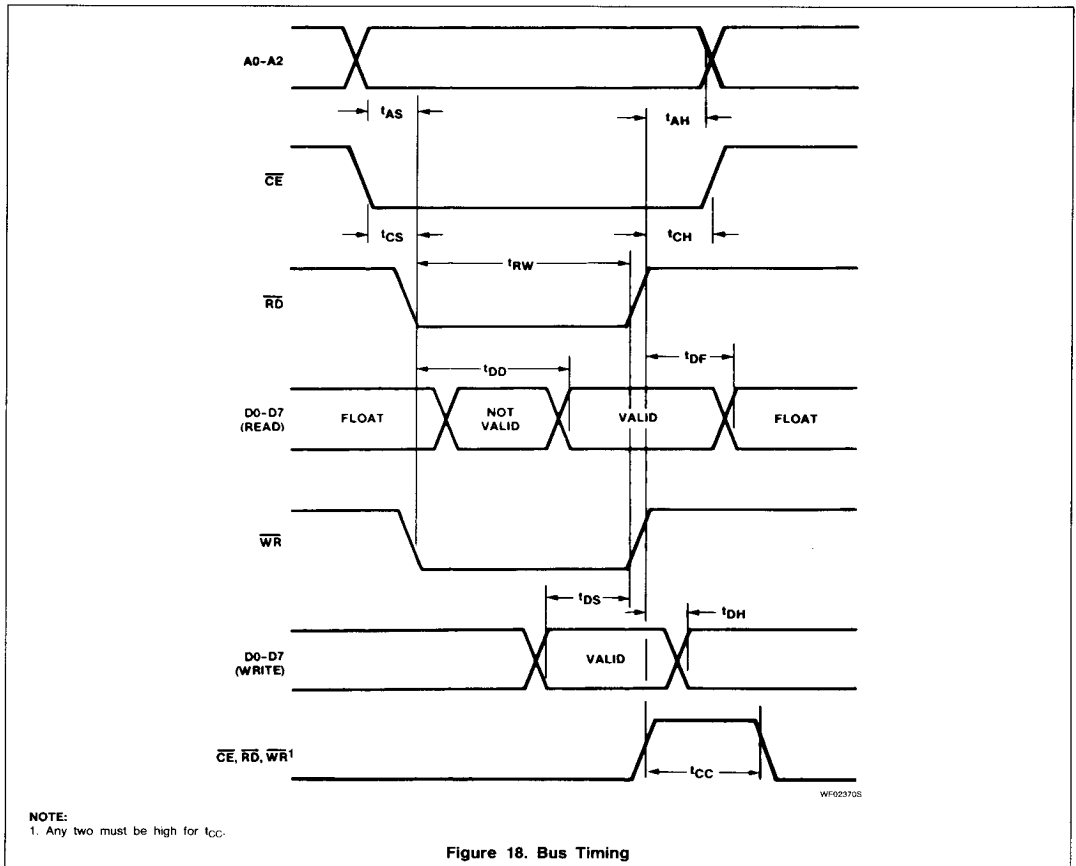 A0-A2
tAS
tAH
CE
tCS
tCH
tRW
RD
tDD
tDF
D0-D7
(READ)
FLOAT
NOT
VALID
VALID
FLOAT
WR
tDS
tDH
D0-D7
(WRITE)
VALID
CE, RD, WR1
tCC
WF02370S
NOTE:
1. Any two must be high for tCC.
Figure 18. Bus Timing